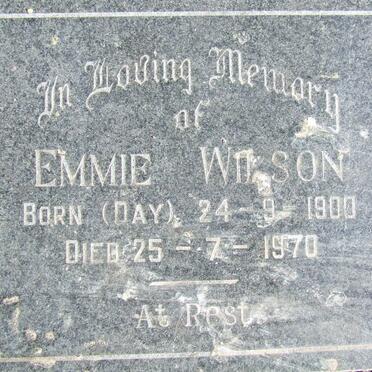 In Loving Memory
of
EMMIE WILSON
BORN (DAY) 24-9-1900
DIED 25-7-1970
At Rest